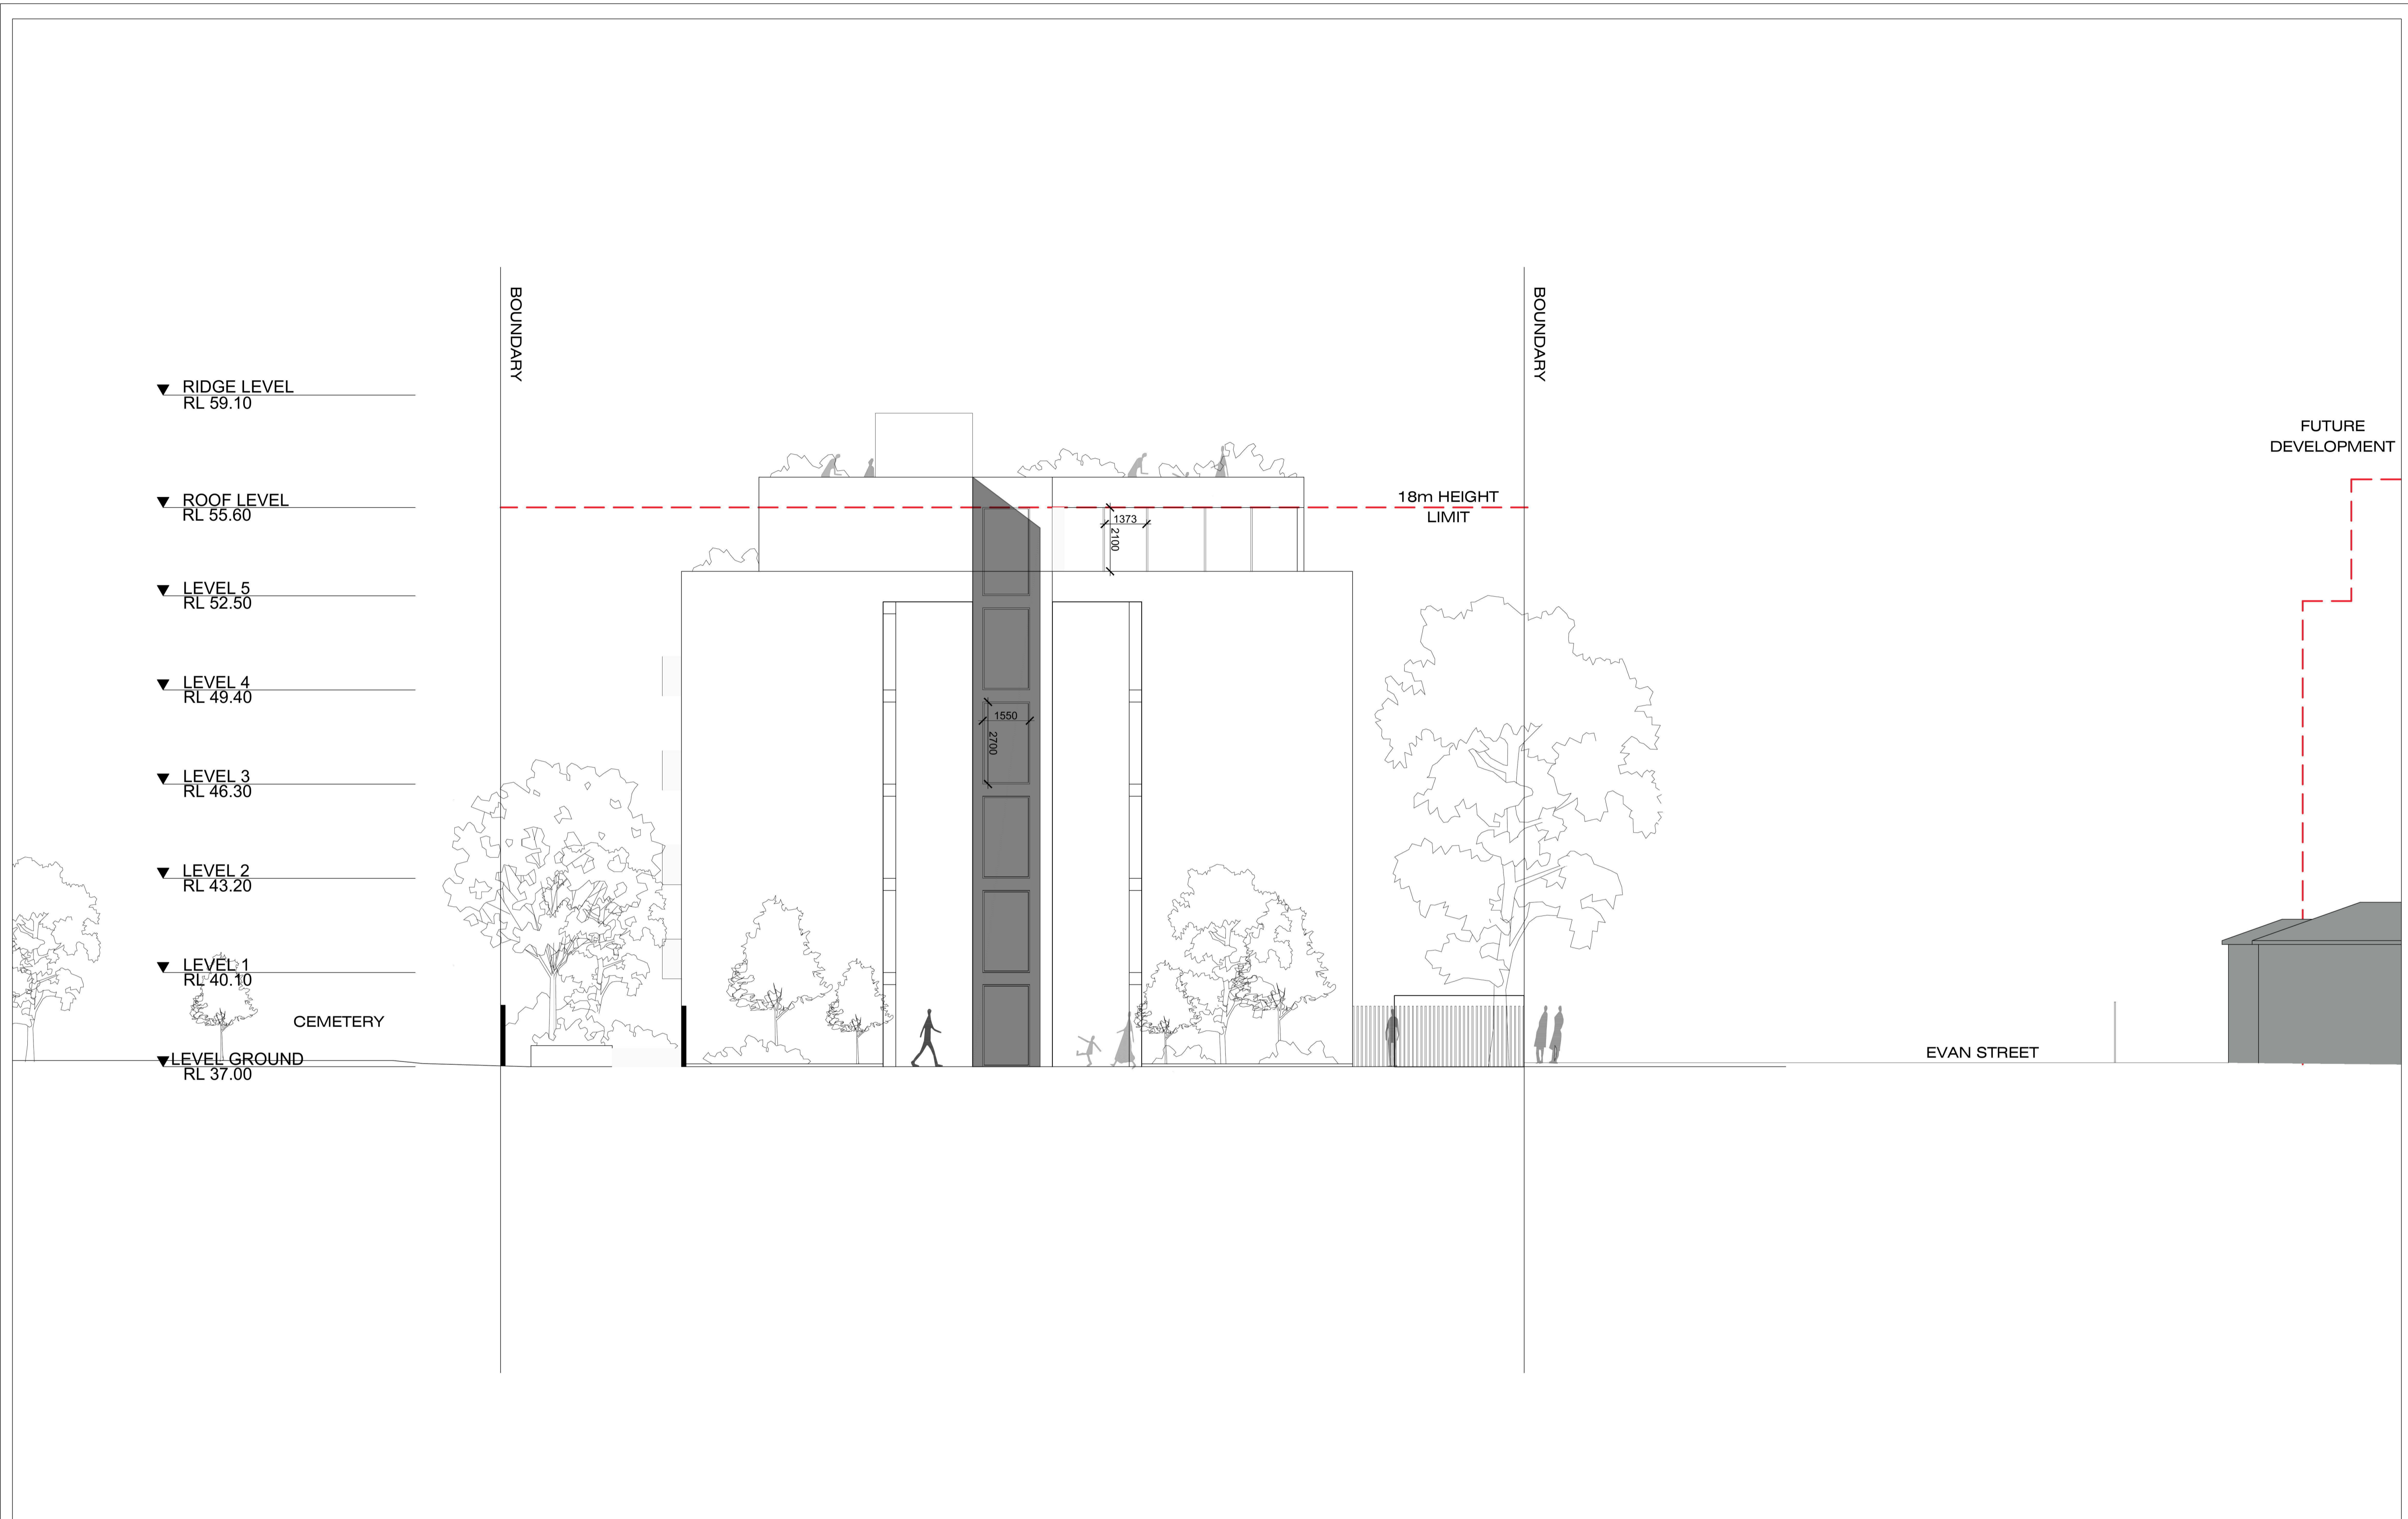 BOUNDARY
BOUNDARY
RIDGE LEVEL
RL 59.10
FUTURE
DEVELOPMENT
ROOF LEVEL
RL 55.60
18m HEIGHT
LIMIT
1373
2100
LEVEL 5
RL 52.50
LEVEL 4
RL 49.40
1550
2700
LEVEL 3
RL 46.30
LEVEL 2
RL 43.20
LEVEL 1
RL 40.10
CEMETERY
LEVEL GROUND
RL 37.00
EVAN STREET